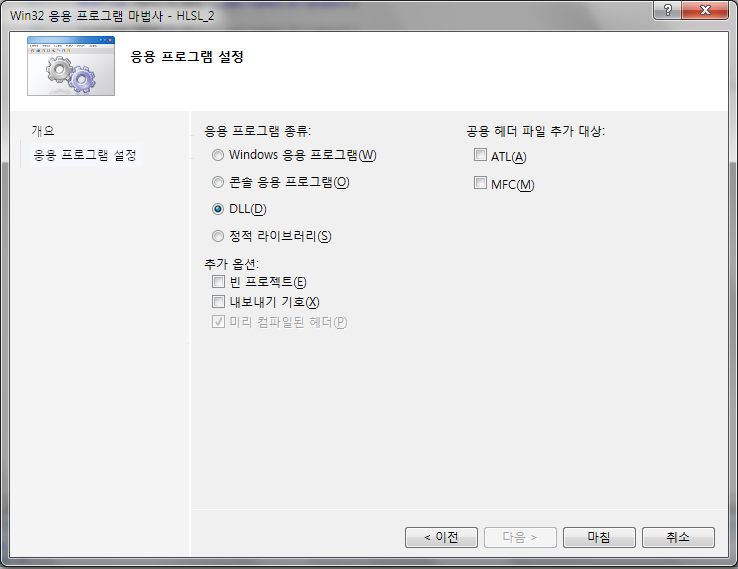 Win32 응용 프로그램 마법사 - HLSL_2
응용 프로그램 설정
개요
응용 프로그램 설정
응용 프로그램 종류:
Windows 응용 프로그램(W)
콘솔 응용 프로그램(O)
DLL(D)
정적 라이브러리(S)
추가 옵션:
빈 프로젝트(E)
내보내기 기호(X)
미리 컴파일된 헤더(P)
공용 헤더 파일 추가 대상:
ATL(A)
MFC(M)
< 이전
다음 >
마침
취소